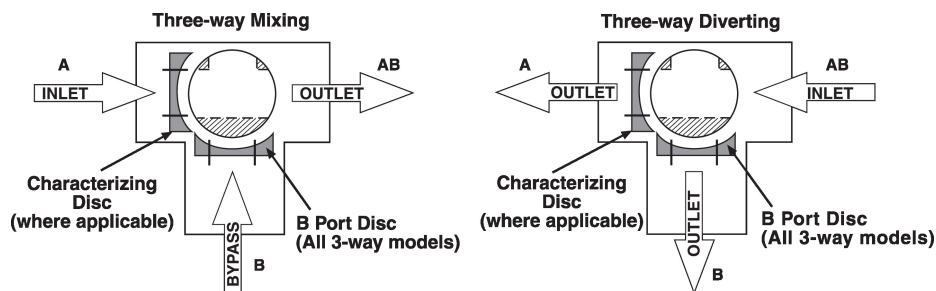 Three-way Mixing
A
INLET
AB
OUTLET
Characterizing
Disc
(where applicable)
B Port Disc
(All 3-way models)
BYPASS
B
Three-way Diverting
A
OUTLET
AB
INLET
Characterizing
Disc
(where applicable)
OUTLET
B Port Disc
(All 3-way models)
B